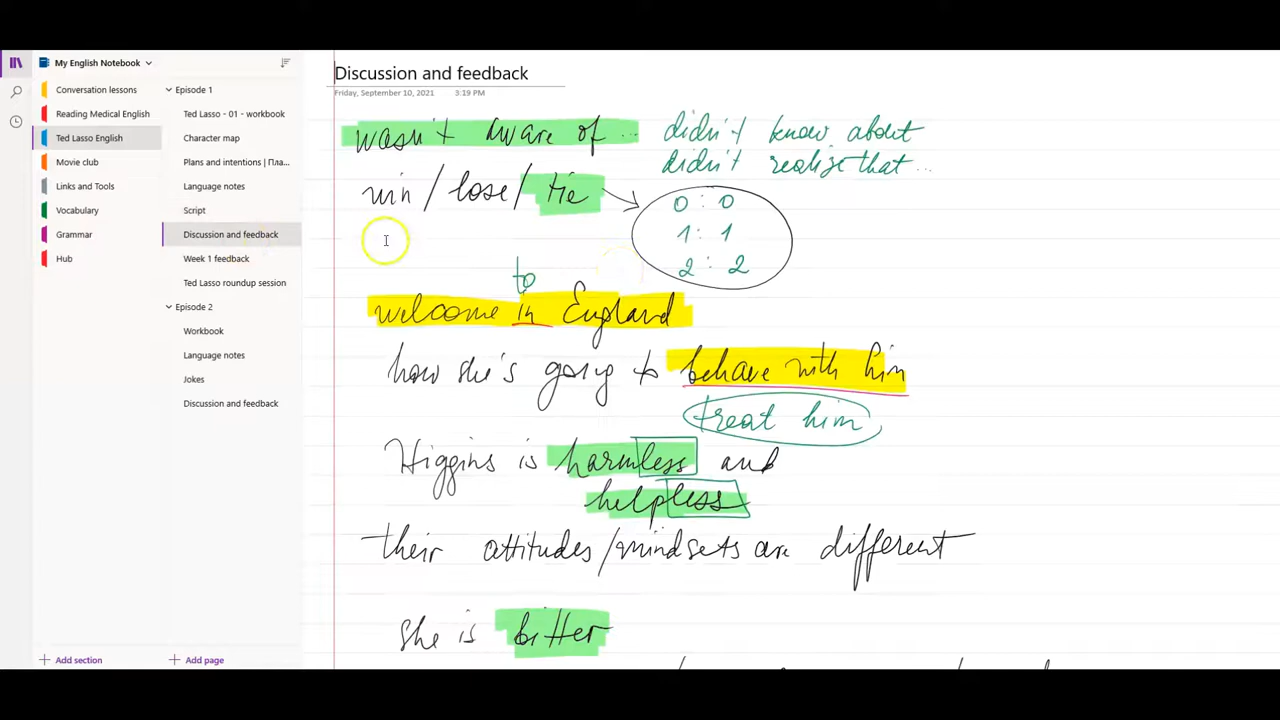 My English Notebook
Conversation lessons
Reading Medical English
Ted Lasso English
Movie club
Links and Tools
Vocabulary
Grammar
Hub
Add section
Episode 1
Ted Lasso - 01 - workbook
Character map
Plans and intentions | Пла...
Language notes
Script
Discussion and feedback
Week 1 feedback
Ted Lasso roundup session
Episode 2
Workbook
Language notes
Jokes
Discussion and feedback
Add page
Discussion and feedback
Friday, September 10, 2021 3:19 PM
wasn't aware of ... didn't know about
didn't realize that ...
win / lose / tie
0 : 0
1 : 1
2 : 2
to
welcome in England
how she's going to behave with him
treat him
Higgins is harmless and
helpless
their attitudes/mindsets are different
she is bitter